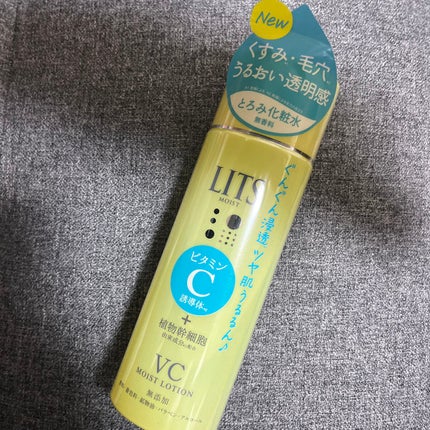 New
くすみ・毛穴
うるおい透明感
とろみ化粧水
無香料
LITS
MOIST
ぐんぐん浸透ツヤ肌うるるん♪
ビタミン
C
誘導体
+
植物幹細胞
VC
MOIST LOTION
無添加